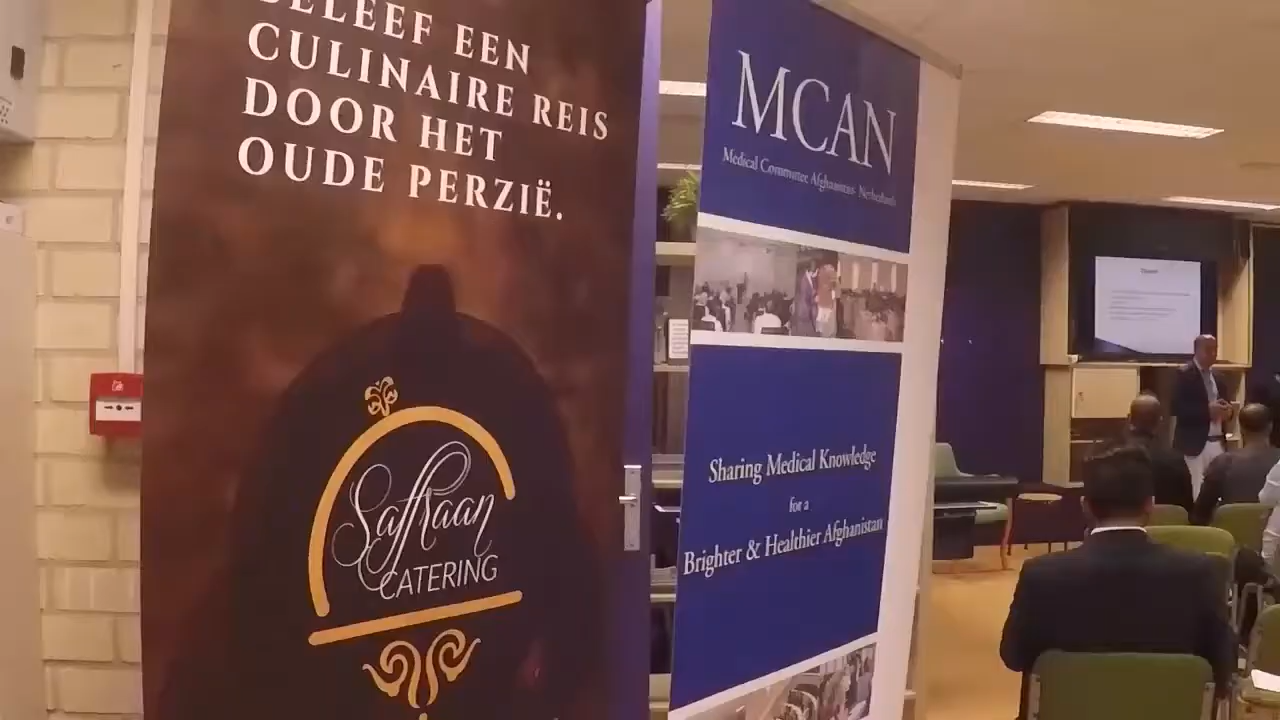 BELEEF EEN
CULINAIRE REIS
DOOR HET
OUDE PERZIË.
Saffraan
CATERING
MCAN
Medical Committee Afghanistan- Netherlands
Sharing Medical Knowledge
for a
Brighter & Healthier Afghanistan